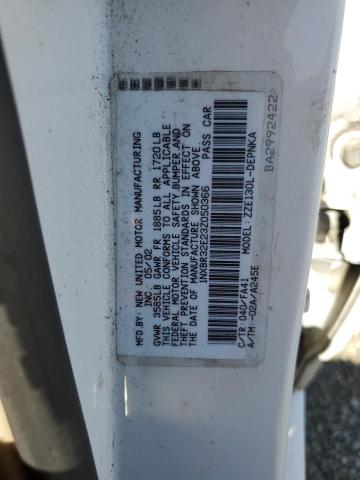 MFD. BY: NEW UNITED MOTOR MANUFACTURING
INC. 05/02
GVWR 3585LB GAWR FR 1885LB RR 1720LB
THIS VEHICLE CONFORMS TO ALL APPLICABLE
FEDERAL MOTOR VEHICLE SAFETY, BUMPER, AND
THEFT PREVENTION STANDARDS IN EFFECT ON
THE DATE OF MANUFACTURE SHOWN ABOVE.
1NXBR32E23Z050366 PASS CAR
C/TR: 040/FA41 MODEL: ZZE130L-DEPNKA
A/TM: -02A/A245E
BA2992422